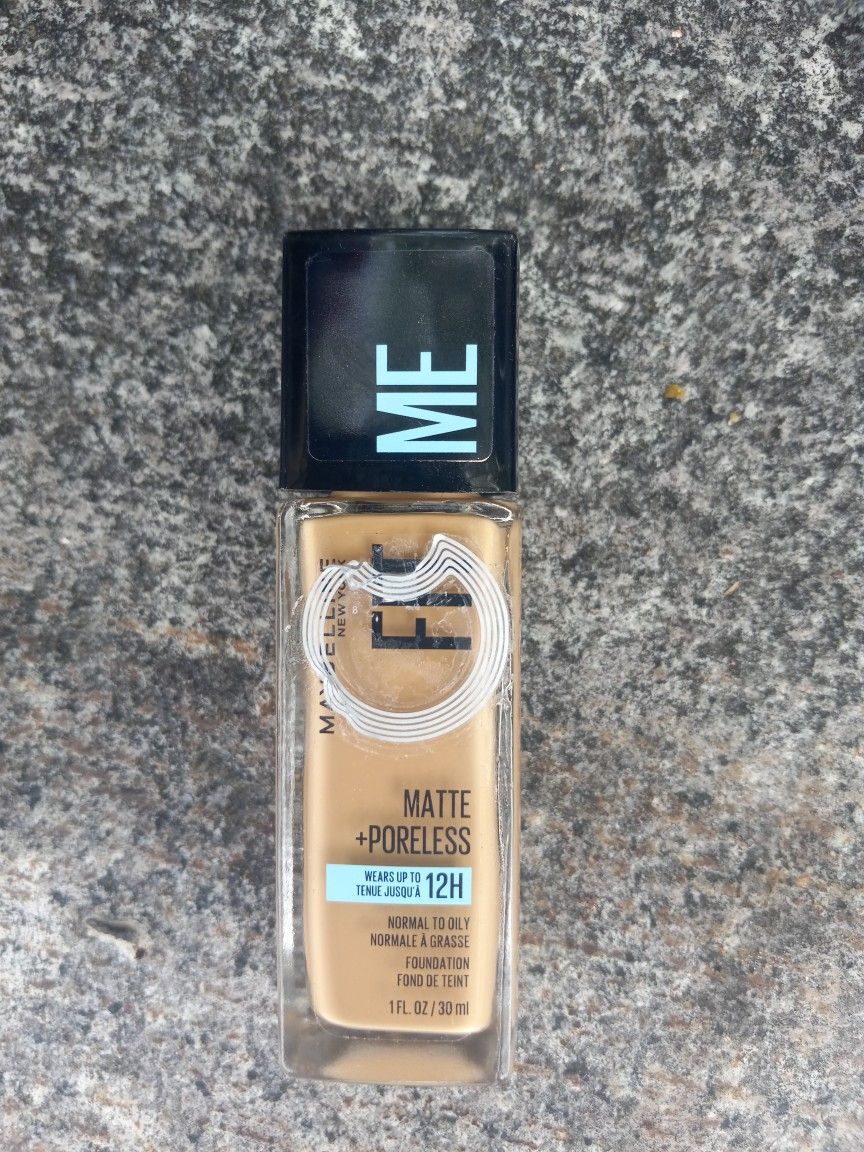 FIT
ME
MAYBELLINE
NEW YORK
8
MATTE
+PORELESS
WEARS UP TO
TENUE JUSQU'À
12H
NORMAL TO OILY
NORMALE À GRASSE
FOUNDATION
FOND DE TEINT
1 FL. OZ / 30 ml